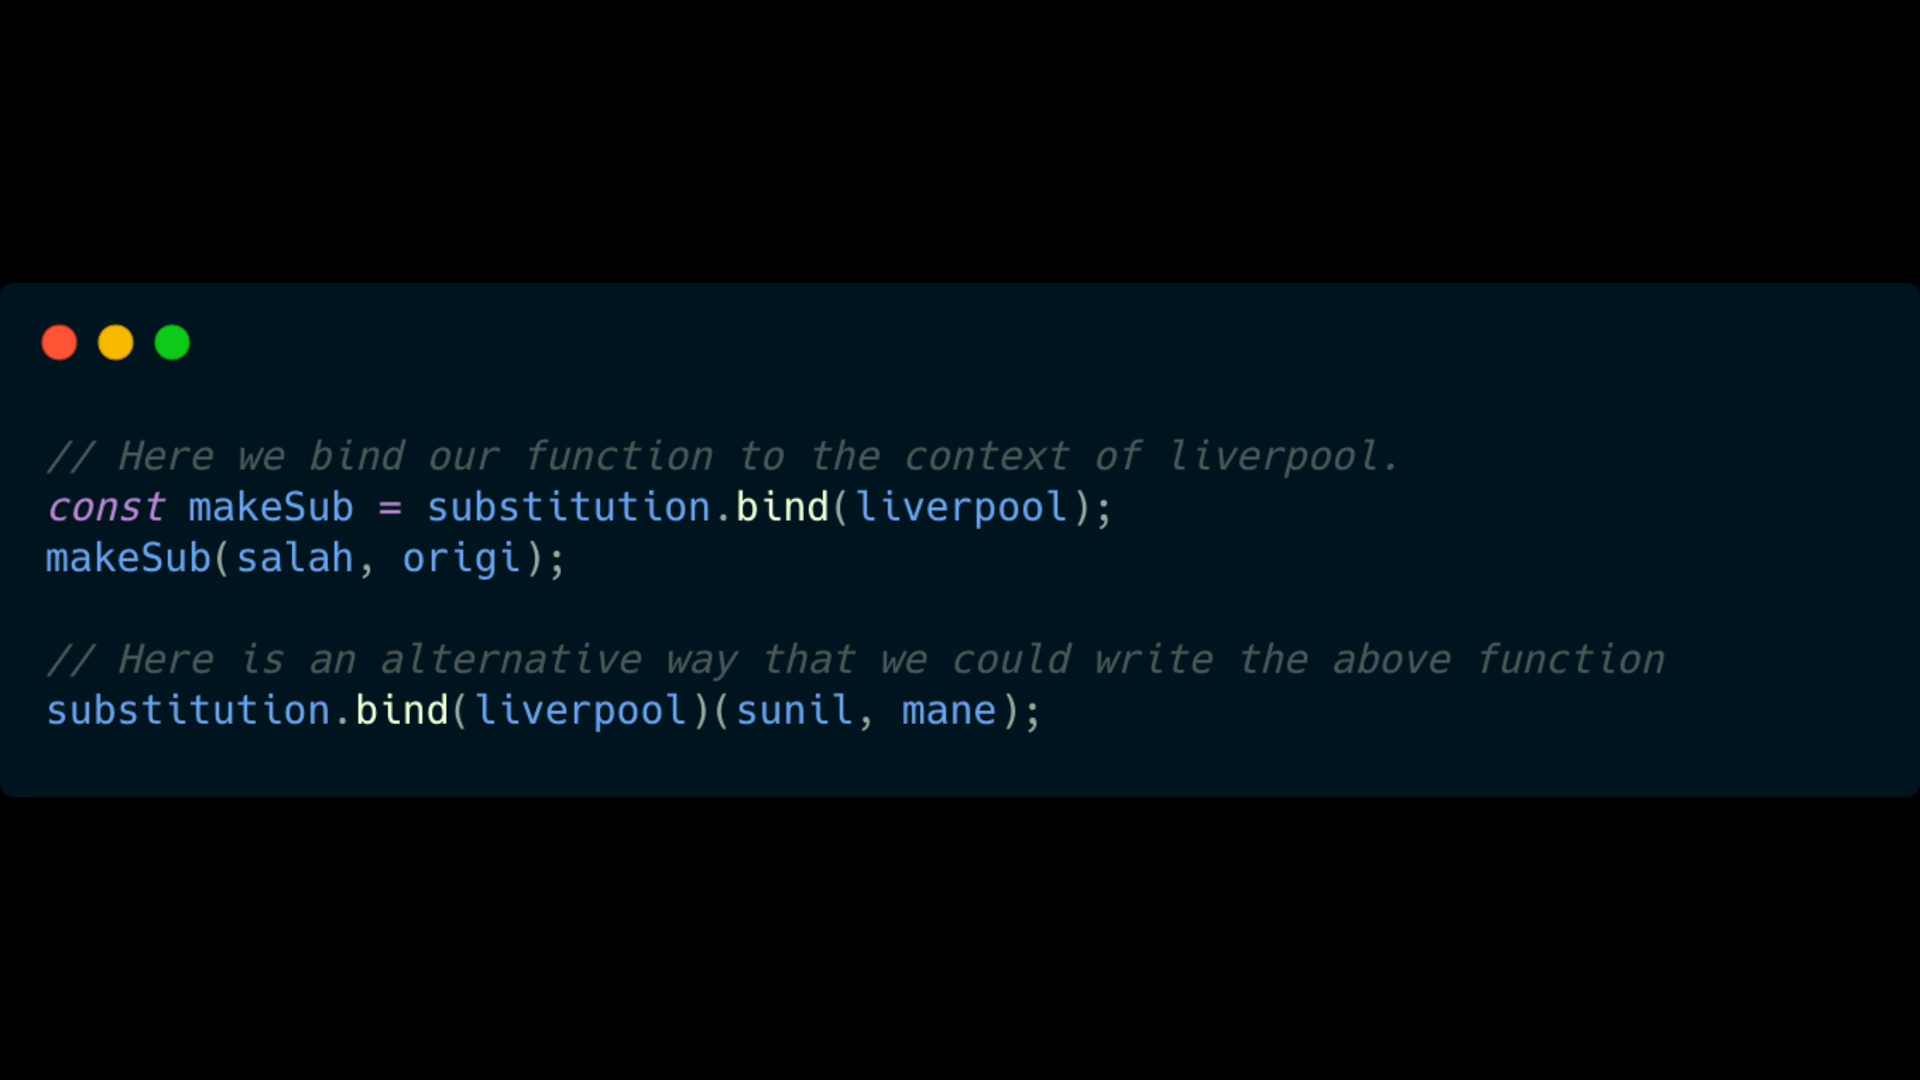 // Here we bind our function to the context of liverpool.
const makeSub = substitution.bind(liverpool);
makeSub(salah, origi);
// Here is an alternative way that we could write the above function
substitution.bind(liverpool)(sunil, mane);